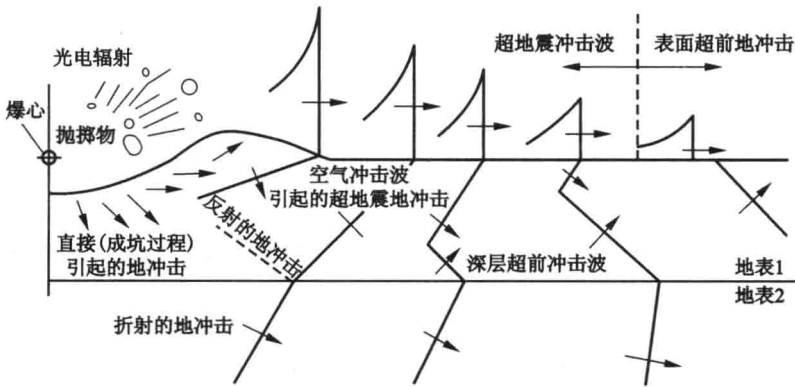 光电辐射
超地震冲击波
表面超前地冲击
爆心
抛掷物
空气冲击波
引起的超地震地冲击
反射的地冲击
直接(成坑过程)
引起的地冲击
深层超前冲击波
地表1
地表2
折射的地冲击